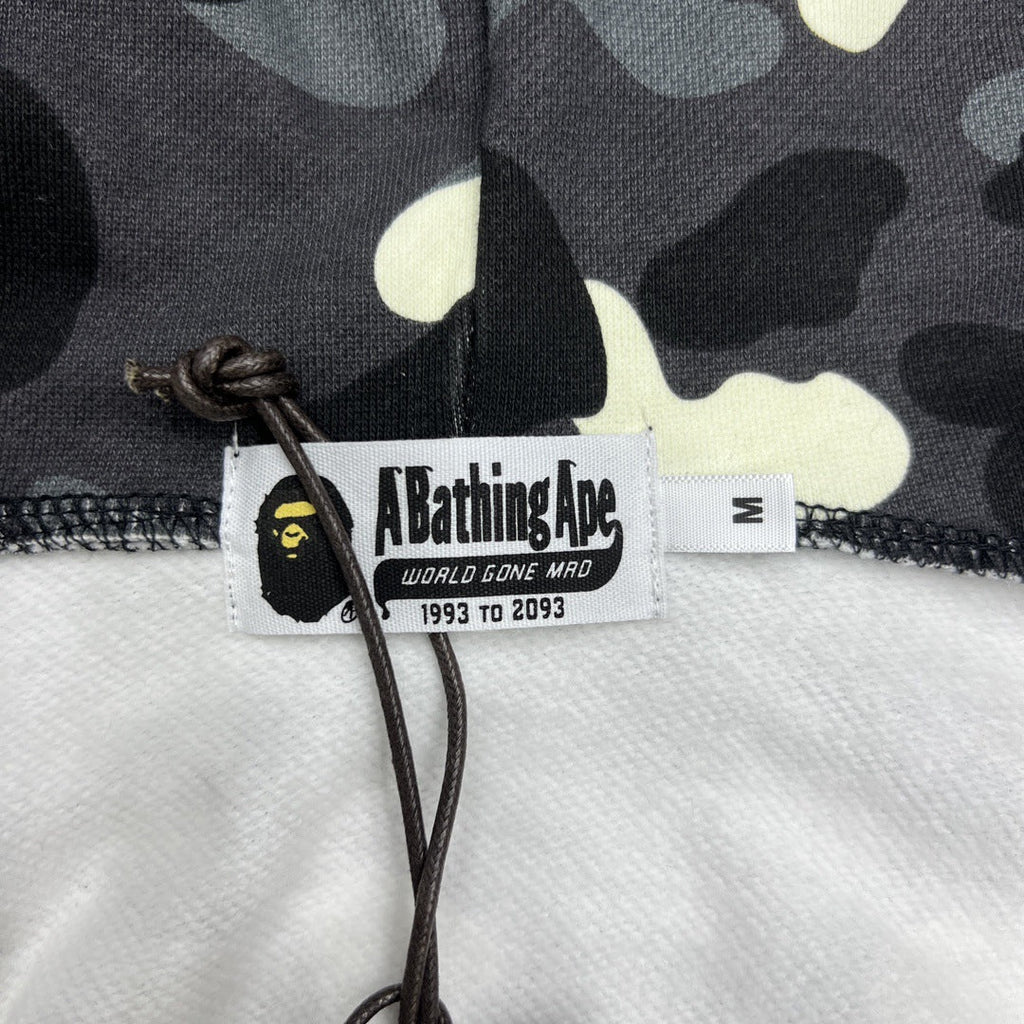 A Bathing Ape
WORLD GONE MAD
1993 TO 2093
M